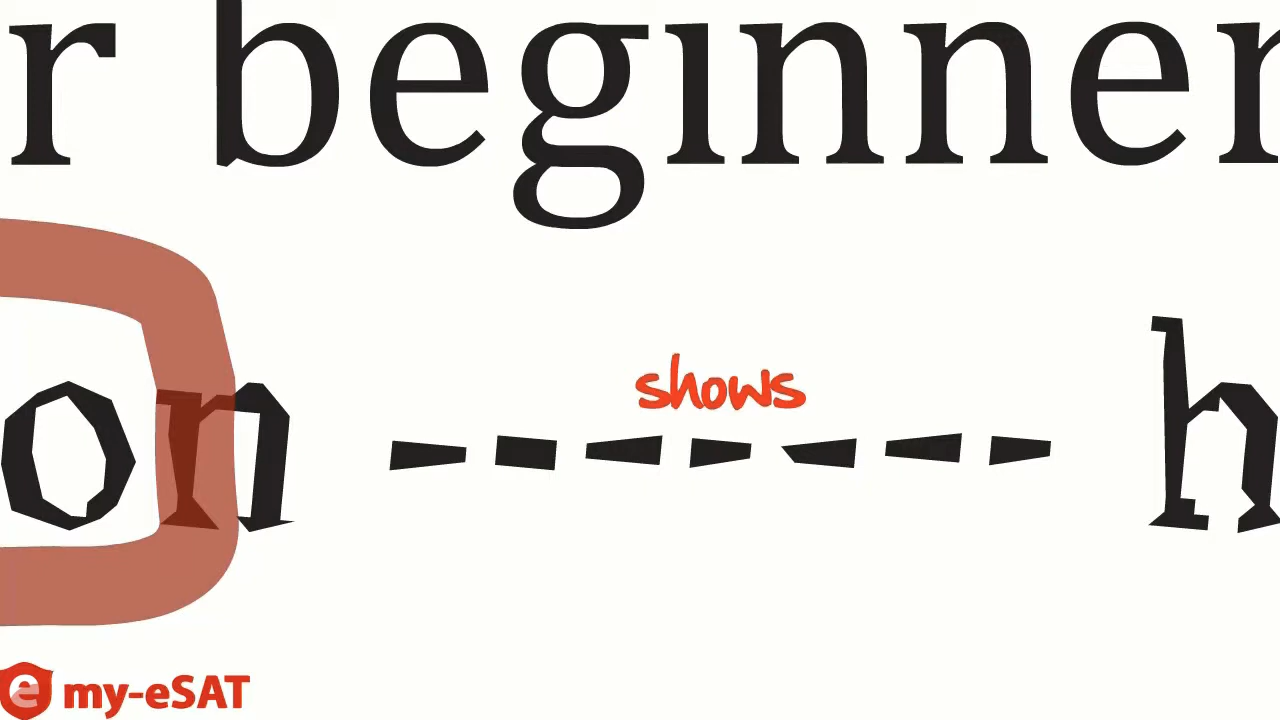 r beginner
shows
on ------- h
my-eSAT